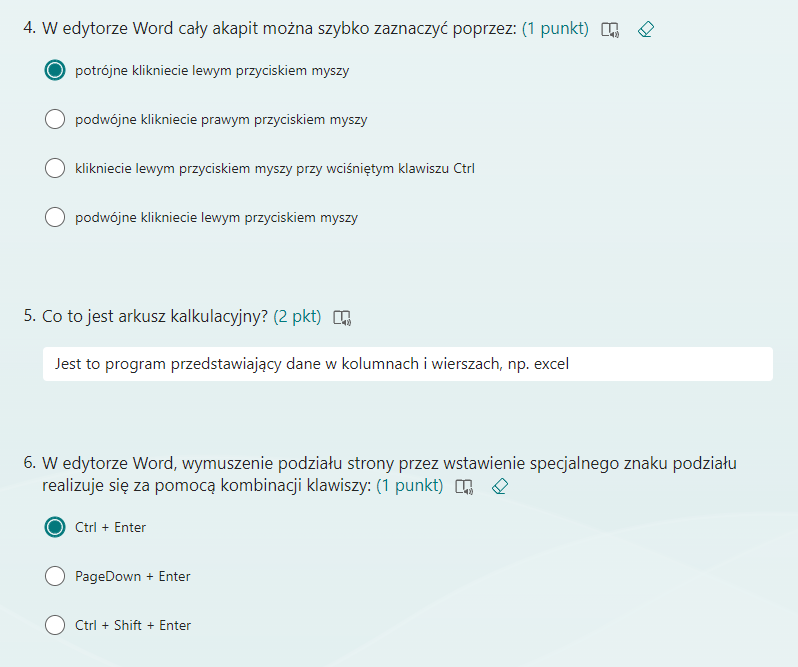 4. W edytorze Word cały akapit można szybko zaznaczyć poprzez: (1 punkt)
potrójne klikniecie lewym przyciskiem myszy
podwójne klikniecie prawym przyciskiem myszy
klikniecie lewym przyciskiem myszy przy wciśniętym klawiszu Ctrl
podwójne klikniecie lewym przyciskiem myszy
5. Co to jest arkusz kalkulacyjny? (2 pkt)
Jest to program przedstawiający dane w kolumnach i wierszach, np. excel
6. W edytorze Word, wymuszenie podziału strony przez wstawienie specjalnego znaku podziału
realizuje się za pomocą kombinacji klawiszy: (1 punkt)
Ctrl + Enter
PageDown + Enter
Ctrl + Shift + Enter